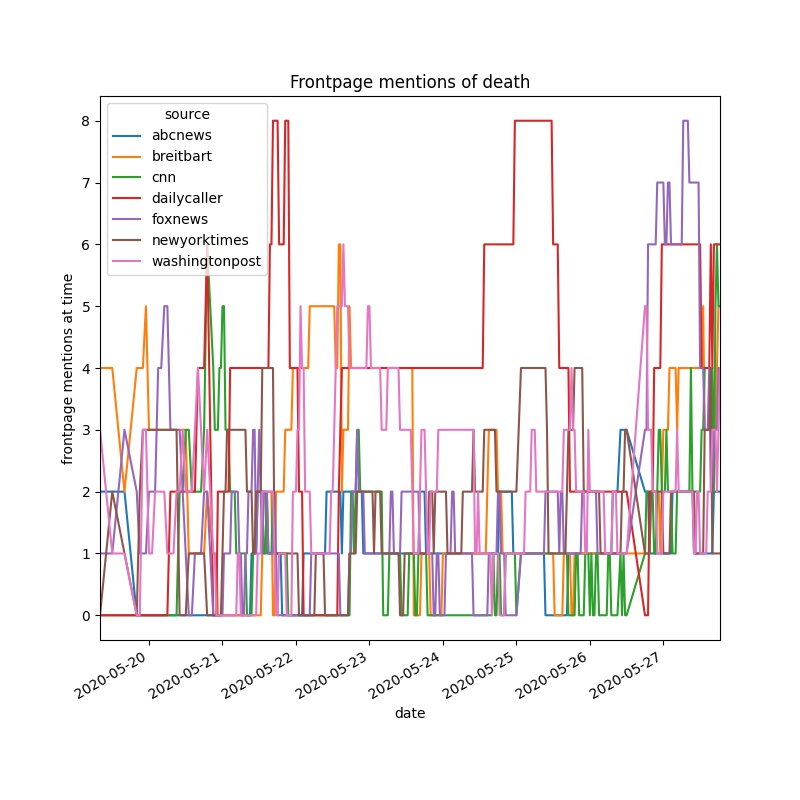 Frontpage mentions of death
source
abcnews
breitbart
cnn
dailycaller
foxnews
newyorktimes
washingtonpost
frontpage mentions at time
8
7
6
5
4
3
2
1
0
2020-05-20
2020-05-21
2020-05-22
2020-05-23
2020-05-24
2020-05-25
2020-05-26
2020-05-27
date